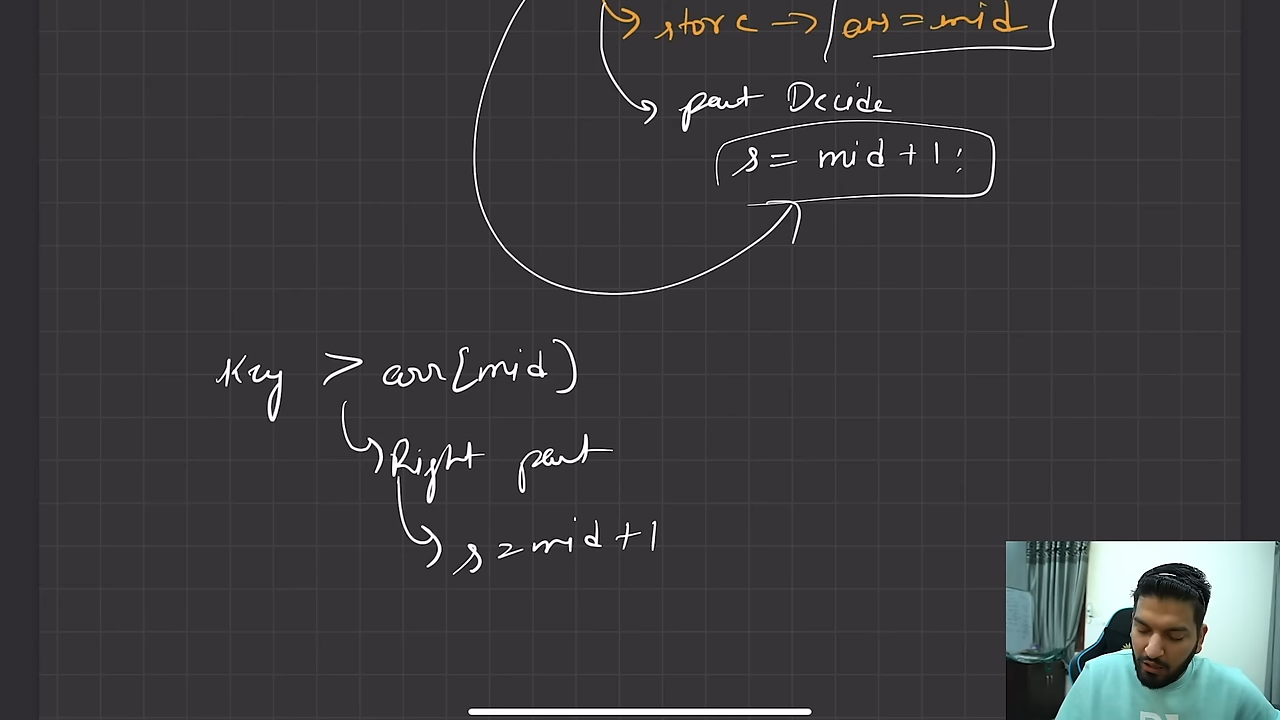 store → ans = mid
part Decide
s = mid + 1;
Key > arr[mid]
Right part
s = mid + 1